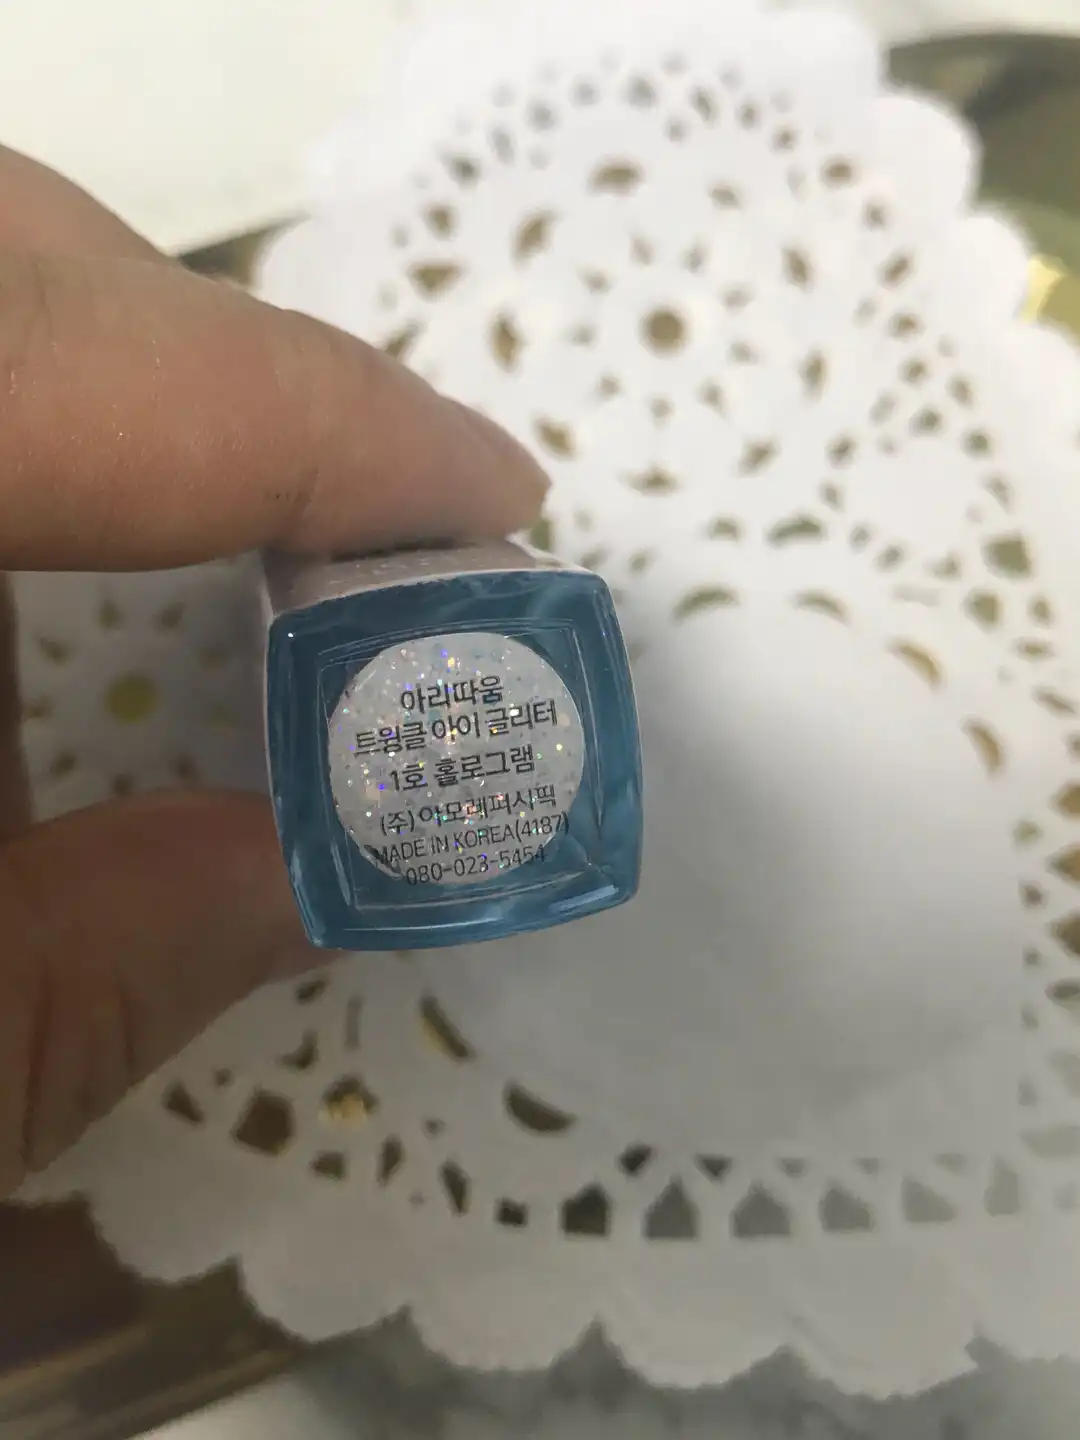 아리따움
트윙클 아이 글리터
1호 홀로그램
(주)아모레퍼시픽
MADE IN KOREA(4187)
080-023-5454